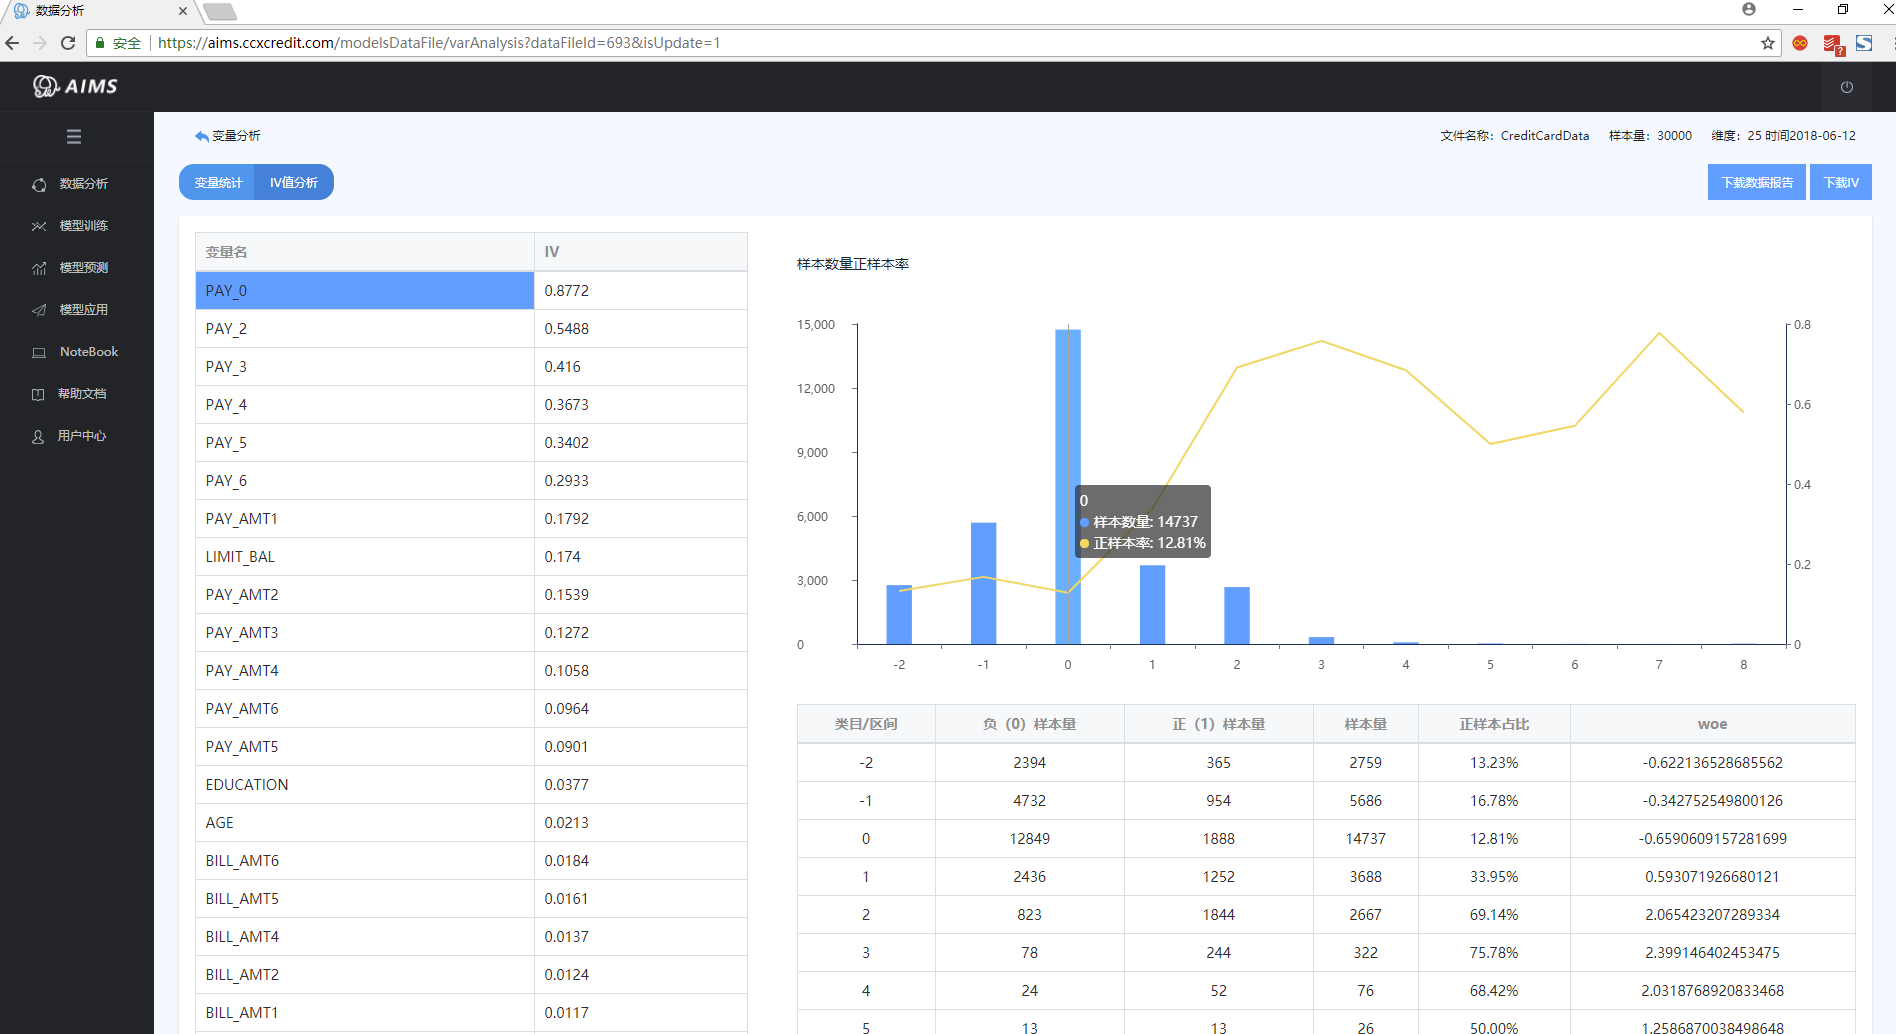 数据分析
安全 https://aims.ccxcredit.com/modelsDataFile/varAnalysis?dataFileId=693&isUpdate=1
AIMS
数据分析
模型训练
模型预测
模型应用
NoteBook
帮助文档
用户中心
变量分析
文件名称：CreditCardData 样本量：30000 维度：25 时间2018-06-12
变量统计 IV值分析
下载数据报告 下载IV
变量名 IV
PAY_0 0.8772
PAY_2 0.5488
PAY_3 0.416
PAY_4 0.3673
PAY_5 0.3402
PAY_6 0.2933
PAY_AMT1 0.1792
LIMIT_BAL 0.174
PAY_AMT2 0.1539
PAY_AMT3 0.1272
PAY_AMT4 0.1058
PAY_AMT6 0.0964
PAY_AMT5 0.0901
EDUCATION 0.0377
AGE 0.0213
BILL_AMT6 0.0184
BILL_AMT5 0.0161
BILL_AMT4 0.0137
BILL_AMT2 0.0124
BILL_AMT1 0.0117
样本数量正样本率
15,000
12,000
9,000
6,000
3,000
0
0.8
0.6
0.4
0.2
0
0
样本数量: 14737
正样本率: 12.81%
-2 -1 0 1 2 3 4 5 6 7 8
类目/区间 负（0）样本量 正（1）样本量 样本量 正样本占比 woe
-2 2394 365 2759 13.23% -0.622136528685562
-1 4732 954 5686 16.78% -0.342752549800126
0 12849 1888 14737 12.81% -0.6590609157281699
1 2436 1252 3688 33.95% 0.593071926680121
2 823 1844 2667 69.14% 2.065423207289334
3 78 244 322 75.78% 2.399146402453475
4 24 52 76 68.42% 2.0318768920833468
5 13 13 26 50.00% 1.2586870038498648